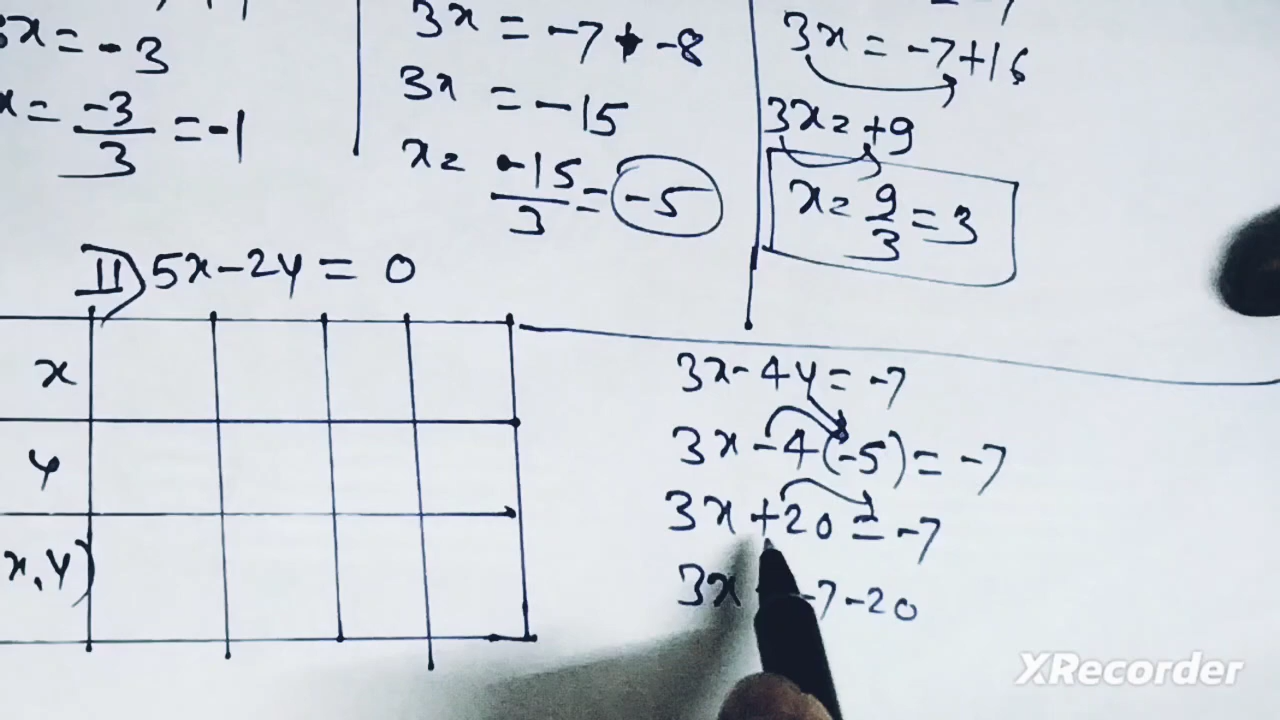 3x = -3
x = -3/3 = -1
3x = -7 + -8
3x = -15
x = -15/3 = -5
3x = -7+16
3x = +9
x = 9/3 = 3
II) 5x-2y = 0
x
y
x,y)
3x-4y = -7
3x-4(-5) = -7
3x+20 = -7
3x -7-20
XRecorder